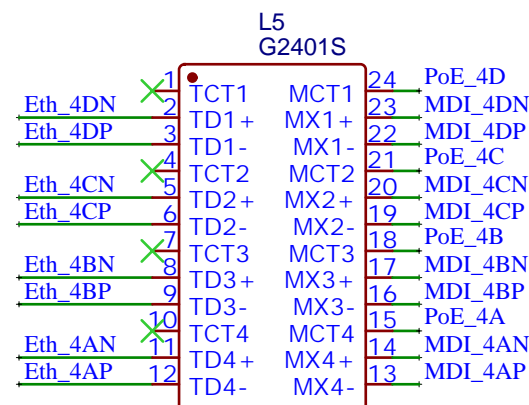 L5
G2401S
1 TCT1 MCT1 24 PoE_4D
Eth_4DN 2 TD1+ MX1+ 23 MDI_4DN
Eth_4DP 3 TD1- MX1- 22 MDI_4DP
4 TCT2 MCT2 21 PoE_4C
Eth_4CN 5 TD2+ MX2+ 20 MDI_4CN
Eth_4CP 6 TD2- MX2- 19 MDI_4CP
7 TCT3 MCT3 18 PoE_4B
Eth_4BN 8 TD3+ MX3+ 17 MDI_4BN
Eth_4BP 9 TD3- MX3- 16 MDI_4BP
10 TCT4 MCT4 15 PoE_4A
Eth_4AN 11 TD4+ MX4+ 14 MDI_4AN
Eth_4AP 12 TD4- MX4- 13 MDI_4AP